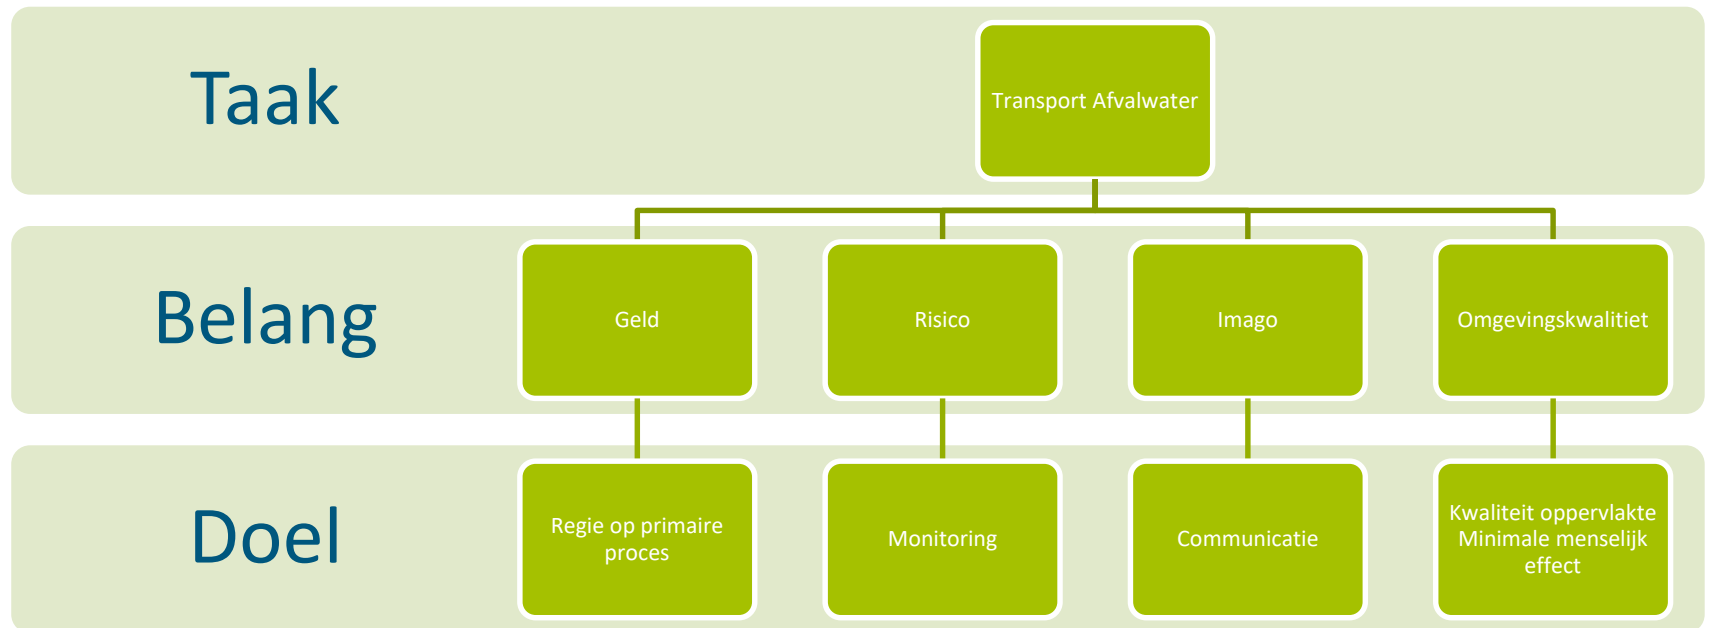 Taak
Transport Afvalwater
Belang
Geld
Risico
Imago
Omgevingskwalitiet
Doel
Regie op primaire
proces
Monitoring
Communicatie
Kwaliteit oppervlakte
Minimale menselijk
effect